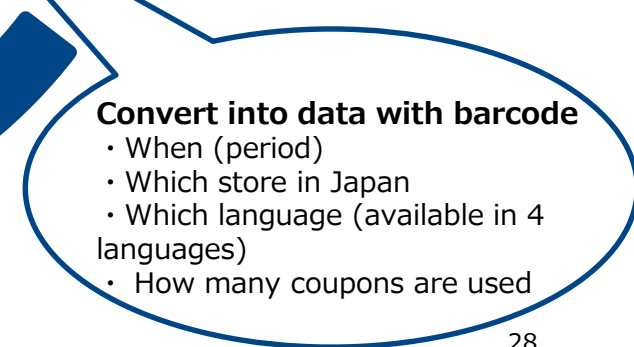 Convert into data with barcode
・When (period)
・Which store in Japan
・Which language (available in 4
languages)
・ How many coupons are used
28